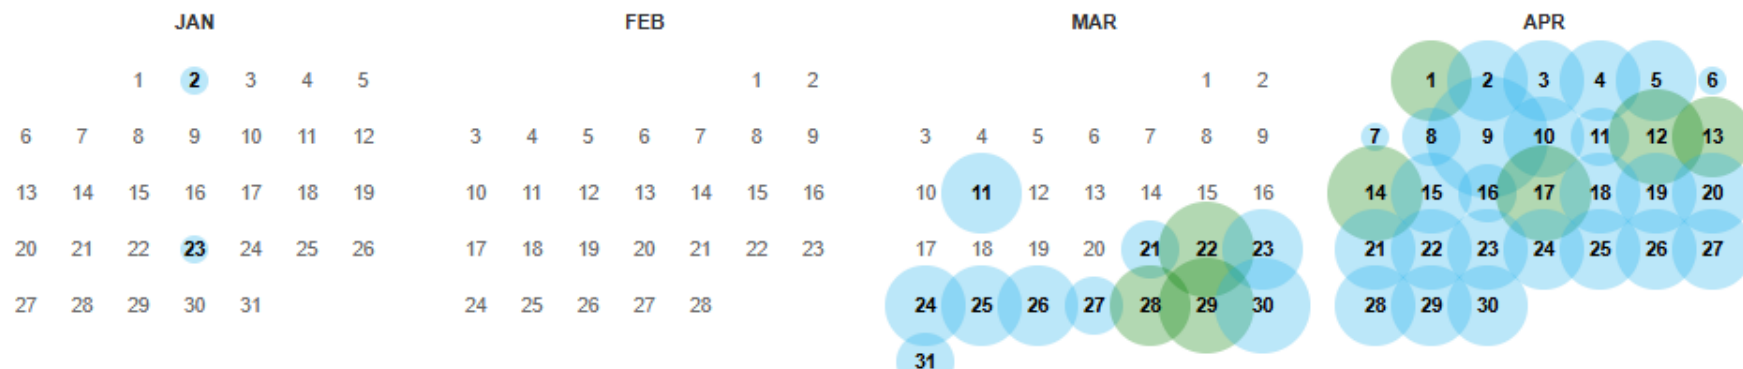 JAN FEB MAR APR
1 2 3 4 5 1 2 1 2 1 2 3 4 5 6
6 7 8 9 10 11 12 3 4 5 6 7 8 9 3 4 5 6 7 8 9 7 8 9 10 11 12 13
13 14 15 16 17 18 19 10 11 12 13 14 15 16 10 11 12 13 14 15 16 14 15 16 17 18 19 20
20 21 22 23 24 25 26 17 18 19 20 21 22 23 17 18 19 20 21 22 23 21 22 23 24 25 26 27
27 28 29 30 31 24 25 26 27 28 24 25 26 27 28 29 30 28 29 30
31